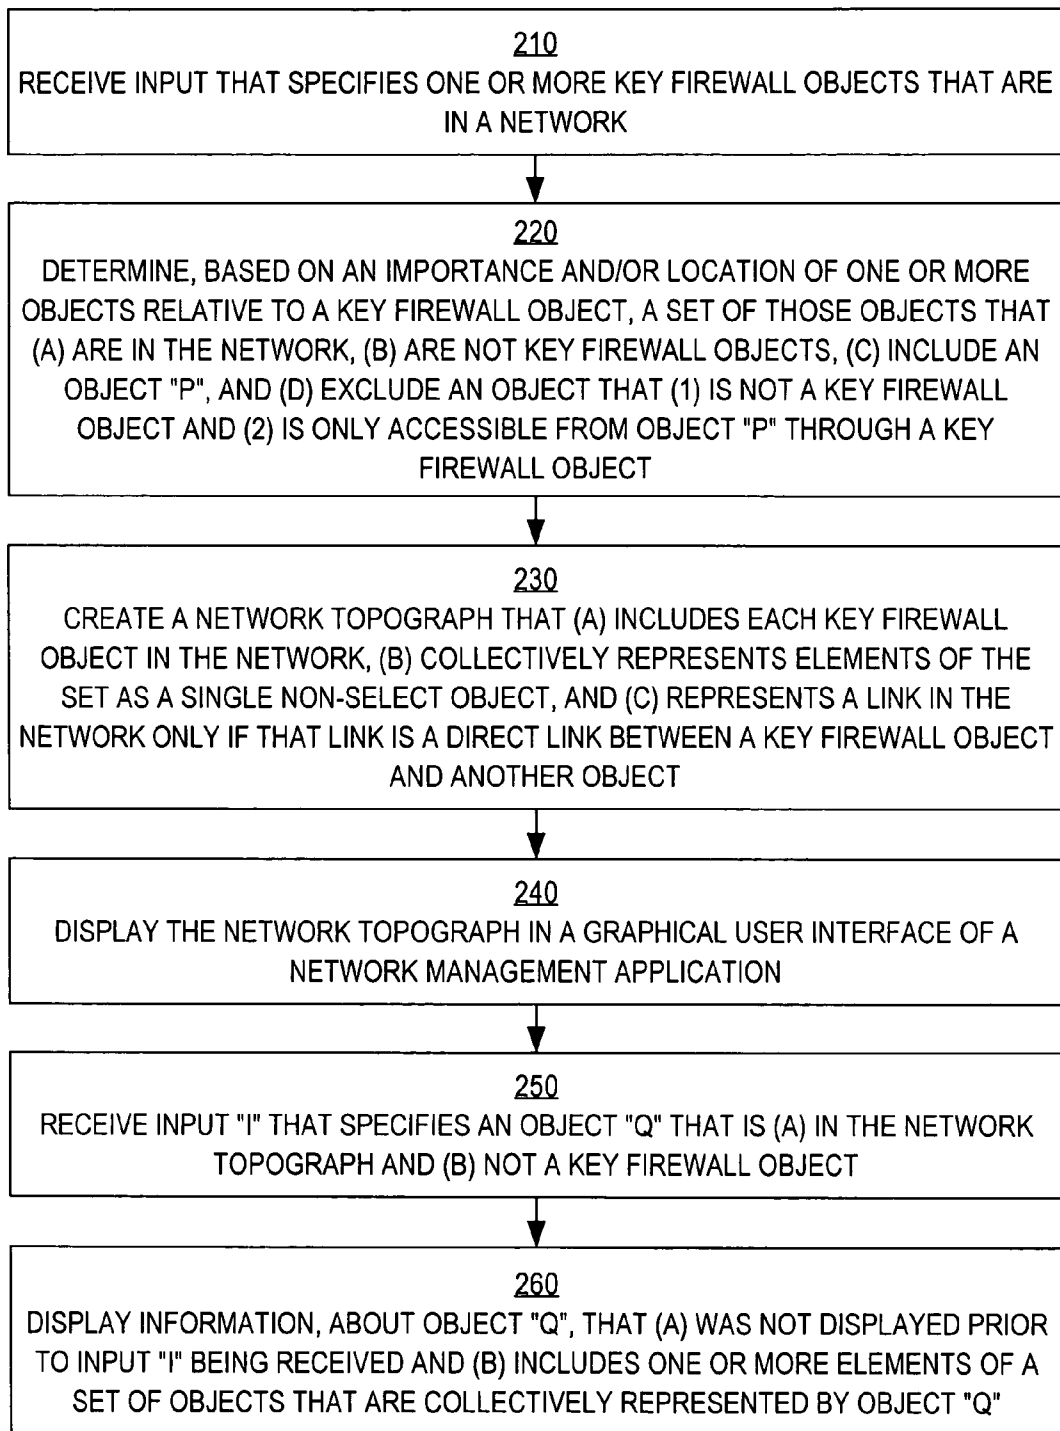 210
RECEIVE INPUT THAT SPECIFIES ONE OR MORE KEY FIREWALL OBJECTS THAT ARE
IN A NETWORK
220
DETERMINE, BASED ON AN IMPORTANCE AND/OR LOCATION OF ONE OR MORE
OBJECTS RELATIVE TO A KEY FIREWALL OBJECT, A SET OF THOSE OBJECTS THAT
(A) ARE IN THE NETWORK, (B) ARE NOT KEY FIREWALL OBJECTS, (C) INCLUDE AN
OBJECT "P", AND (D) EXCLUDE AN OBJECT THAT (1) IS NOT A KEY FIREWALL
OBJECT AND (2) IS ONLY ACCESSIBLE FROM OBJECT "P" THROUGH A KEY
FIREWALL OBJECT
230
CREATE A NETWORK TOPOGRAPH THAT (A) INCLUDES EACH KEY FIREWALL
OBJECT IN THE NETWORK, (B) COLLECTIVELY REPRESENTS ELEMENTS OF THE
SET AS A SINGLE NON-SELECT OBJECT, AND (C) REPRESENTS A LINK IN THE
NETWORK ONLY IF THAT LINK IS A DIRECT LINK BETWEEN A KEY FIREWALL OBJECT
AND ANOTHER OBJECT
240
DISPLAY THE NETWORK TOPOGRAPH IN A GRAPHICAL USER INTERFACE OF A
NETWORK MANAGEMENT APPLICATION
250
RECEIVE INPUT "I" THAT SPECIFIES AN OBJECT "Q" THAT IS (A) IN THE NETWORK
TOPOGRAPH AND (B) NOT A KEY FIREWALL OBJECT
260
DISPLAY INFORMATION, ABOUT OBJECT "Q", THAT (A) WAS NOT DISPLAYED PRIOR
TO INPUT "I" BEING RECEIVED AND (B) INCLUDES ONE OR MORE ELEMENTS OF A
SET OF OBJECTS THAT ARE COLLECTIVELY REPRESENTED BY OBJECT "Q"